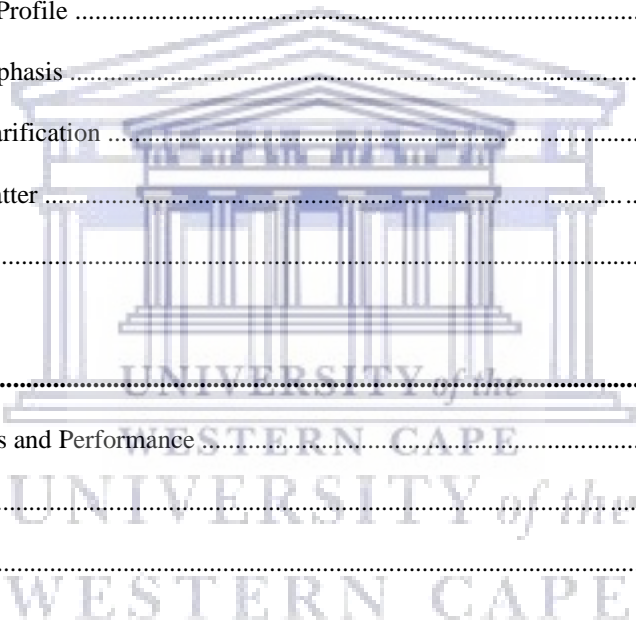 Profile ........................................................................
phasis ........................................................................
arification ........................................................................
atter ........................................................................
........................................................................
........................................................................
UNIVERSITY of the
s and Performance ........................................................................
WESTERN CAPE
UNIVERSITY of the
........................................................................
WESTERN CAPE